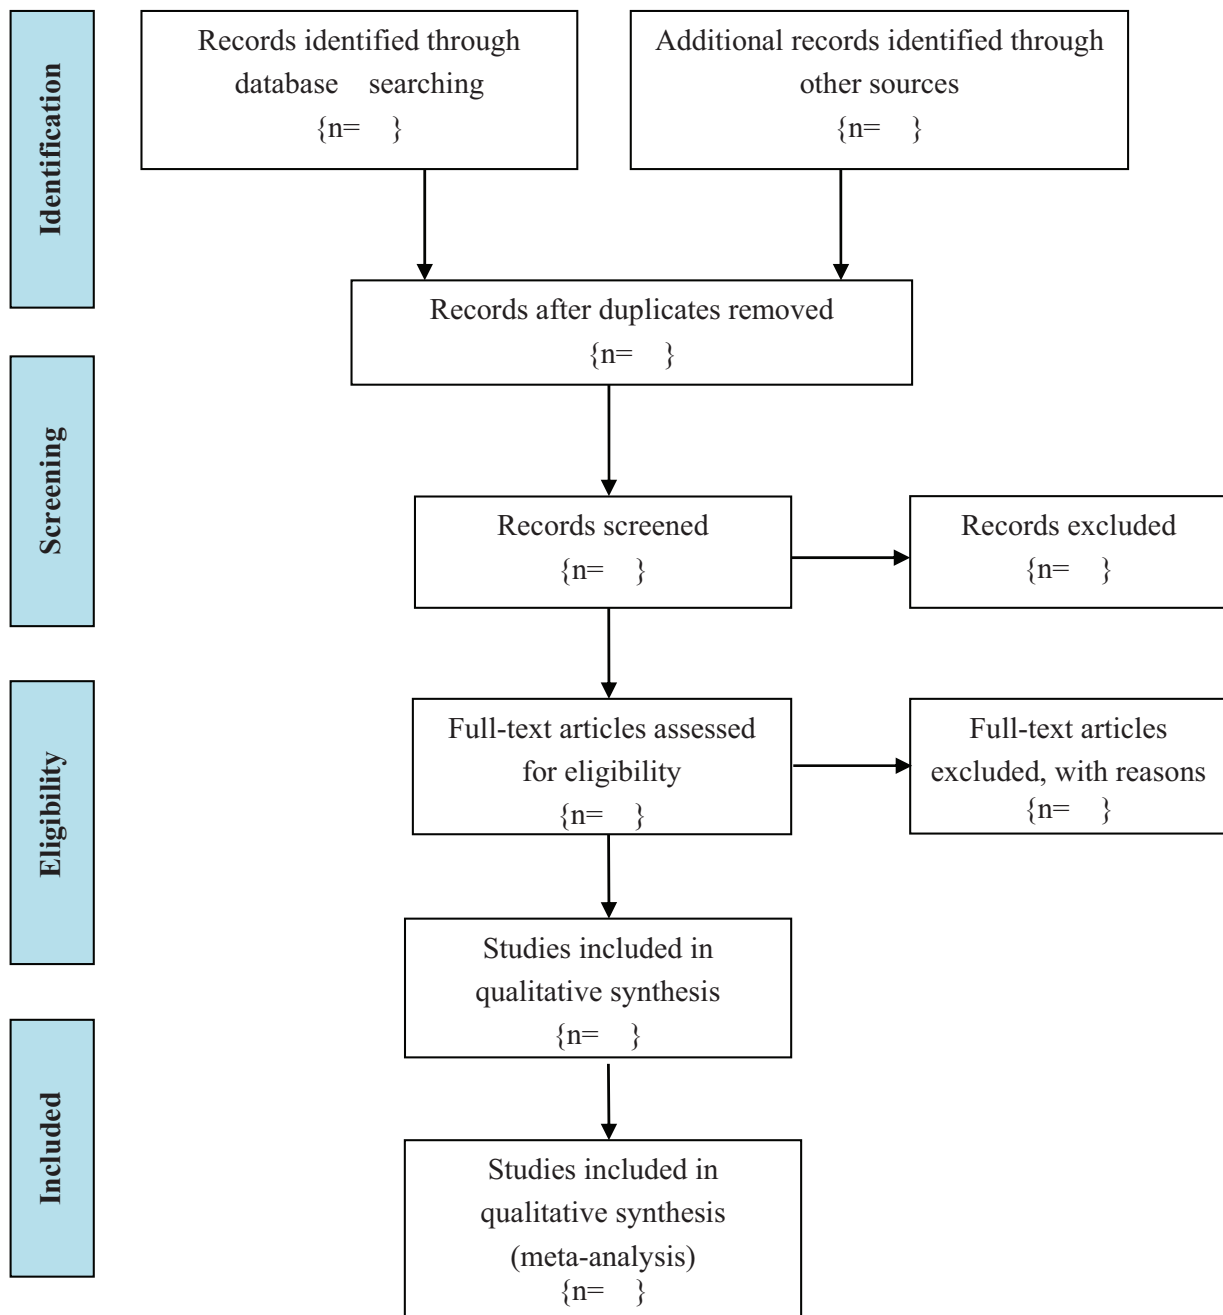 Identification
Records identified through
database searching
{n= }
Additional records identified through
other sources
{n= }
Records after duplicates removed
{n= }
Screening
Records screened
{n= }
Records excluded
{n= }
Eligibility
Full-text articles assessed
for eligibility
{n= }
Full-text articles
excluded, with reasons
{n= }
Studies included in
qualitative synthesis
{n= }
Included
Studies included in
qualitative synthesis
(meta-analysis)
{n= }